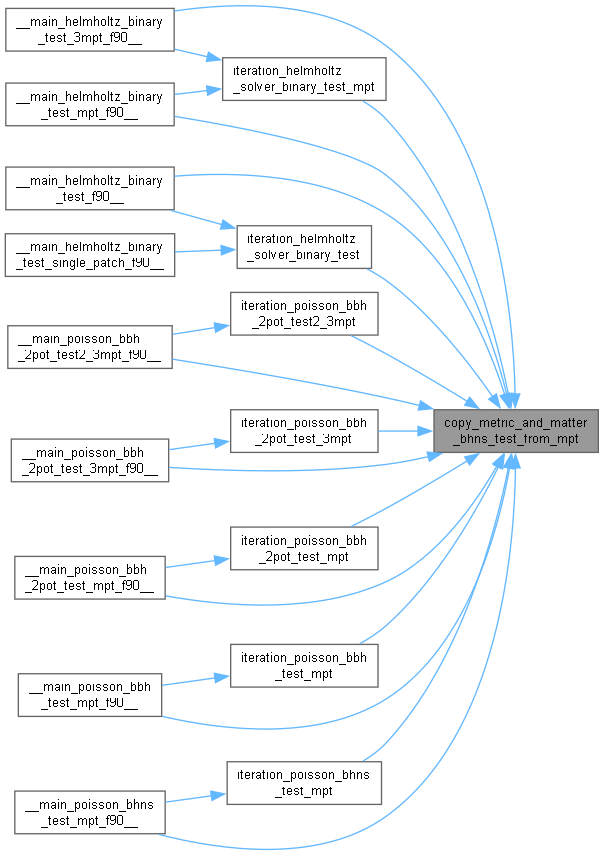 __main_helmholtz_binary
_test_3mpt_f90__
iteration_helmholtz
_solver_binary_test_mpt
__main_helmholtz_binary
_test_mpt_f90__
__main_helmholtz_binary
_test_f90__
iteration_helmholtz
_solver_binary_test
__main_helmholtz_binary
_test_single_patch_f90__
iteration_poisson_bbh
_2pot_test2_3mpt
__main_poisson_bbh
_2pot_test2_3mpt_f90__
iteration_poisson_bbh
_2pot_test_3mpt
copy_metric_and_matter
_bhns_test_from_mpt
__main_poisson_bbh
_2pot_test_3mpt_f90__
iteration_poisson_bbh
_2pot_test_mpt
__main_poisson_bbh
_2pot_test_mpt_f90__
iteration_poisson_bbh
_test_mpt
__main_poisson_bbh
_test_mpt_f90__
iteration_poisson_bhns
_test_mpt
__main_poisson_bhns
_test_mpt_f90__